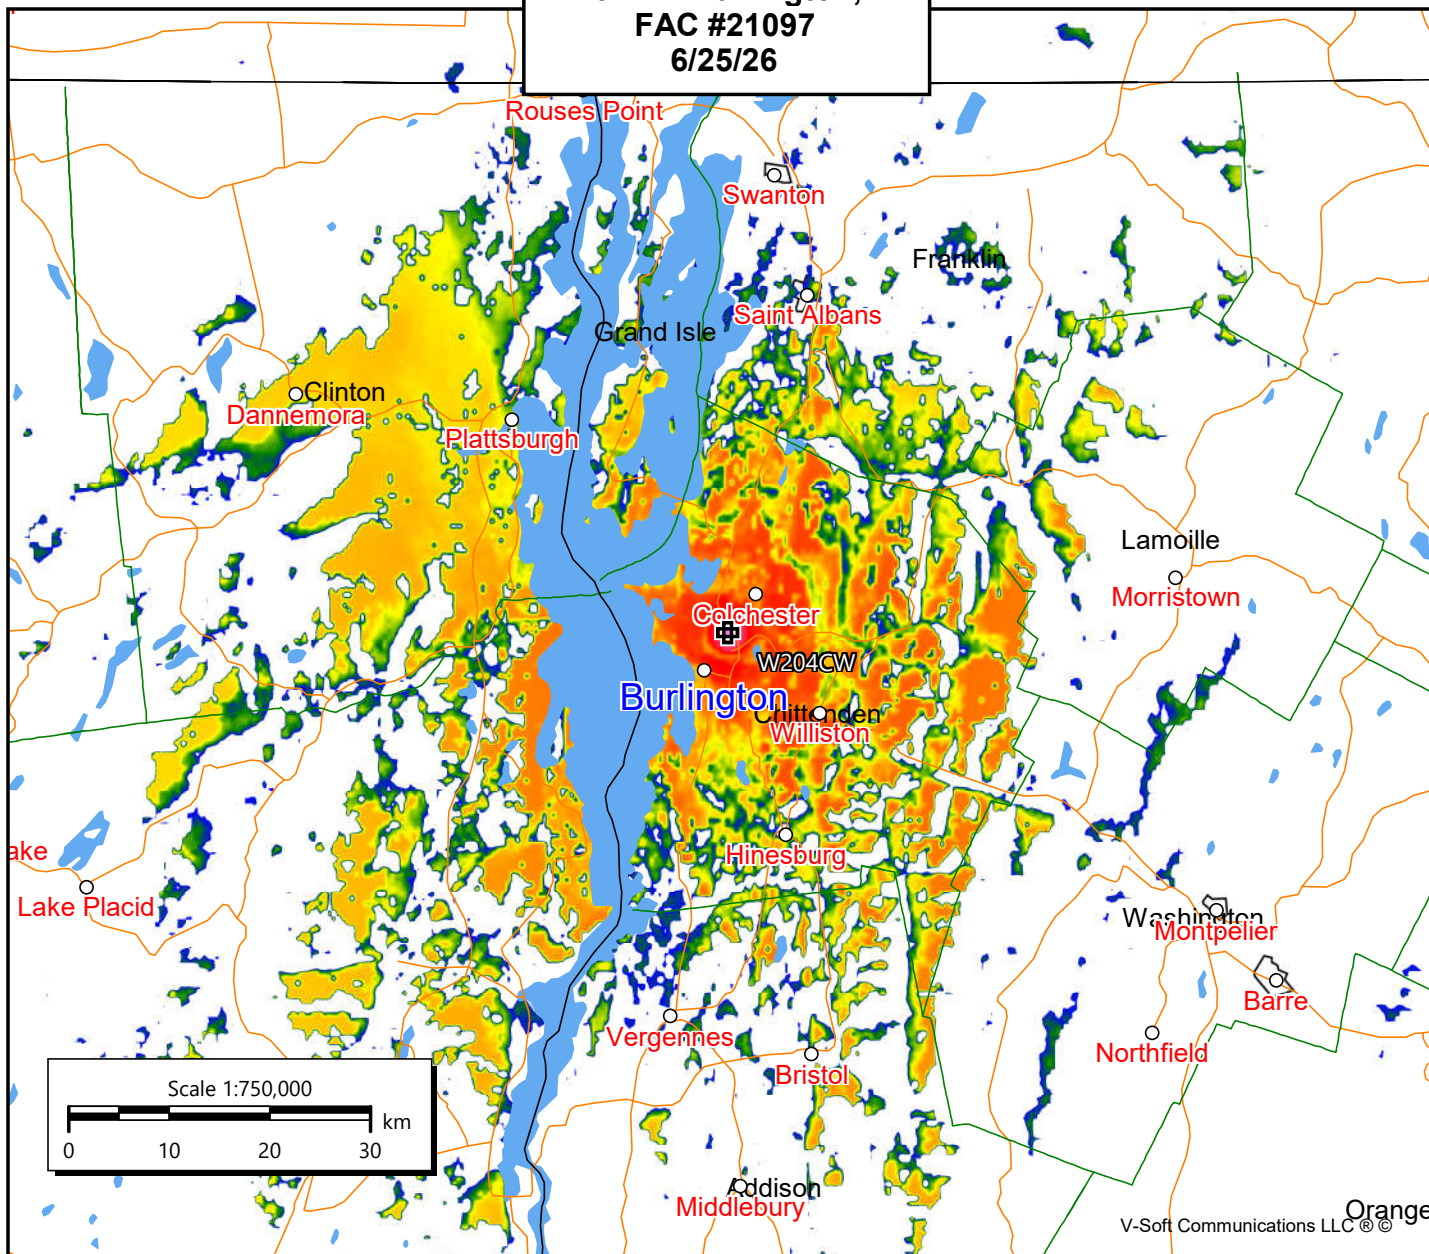 FAC #21097
6/25/26
Rouses Point
Swanton
Franklin
Saint Albans
Grand Isle
Clinton
Dannemora
Plattsburgh
Lamoille
Morristown
Colchester
W204CW
Burlington
Chittenden
Williston
Hinesburg
ake
Lake Placid
Washington
Montpelier
Barre
Northfield
Vergennes
Bristol
Scale 1:750,000
km
0 10 20 30
Addison
Middlebury
Orange
V-Soft Communications LLC ® ©